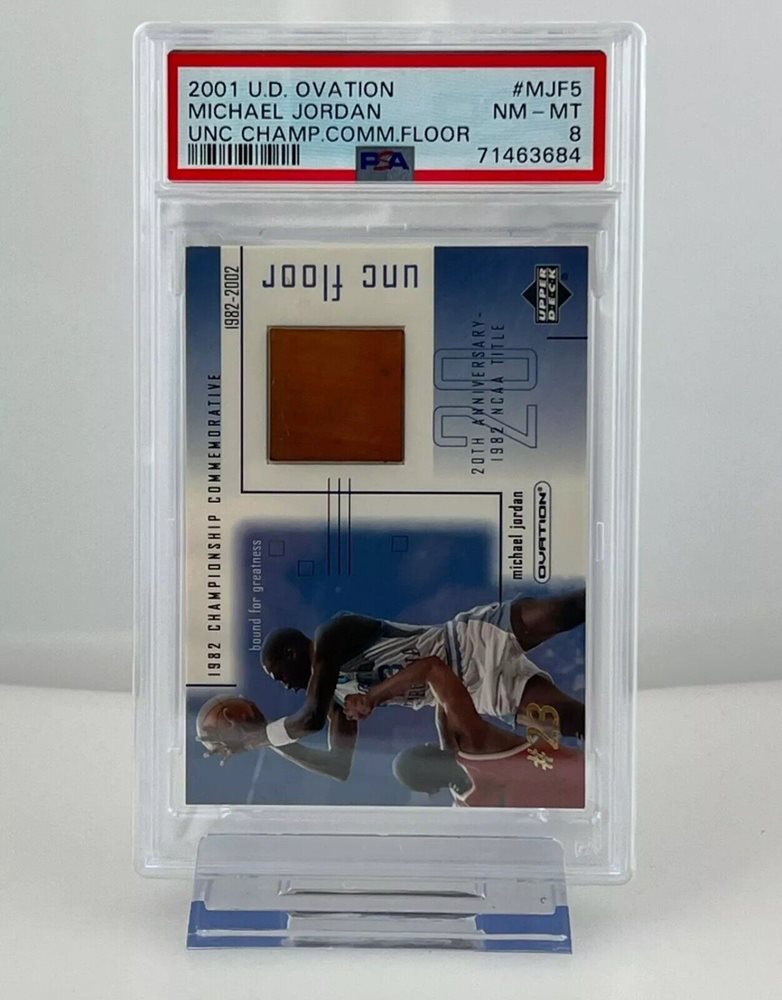 2001 U.D. OVATION #MJF5
MICHAEL JORDAN NM - MT
UNC CHAMP.COMM.FLOOR 8
PSA 71463684
1982 CHAMPIONSHIP COMMEMORATIVE 1982-2002
unc floor
UPPER DECK
20
20TH ANNIVERSARY-
1982 NCAA TITLE
bound for greatness
michael jordan
OVATION
#23